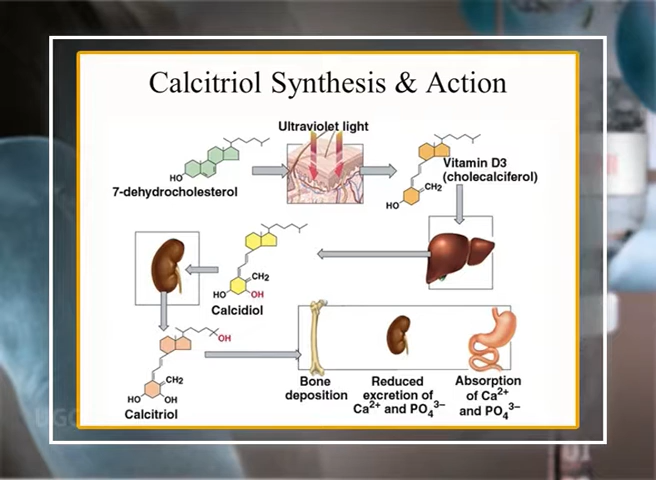 Calcitriol Synthesis & Action
Ultraviolet light
HO
7-dehydrocholesterol
Vitamin D3
(cholecalciferol)
CH2
HO
CH2
HO
OH
Calcidiol
OH
CH2
HO
OH
Calcitriol
Bone
deposition
Reduced
excretion of
Ca²⁺ and PO₄³⁻
Absorption
of Ca²⁺
and PO₄³⁻